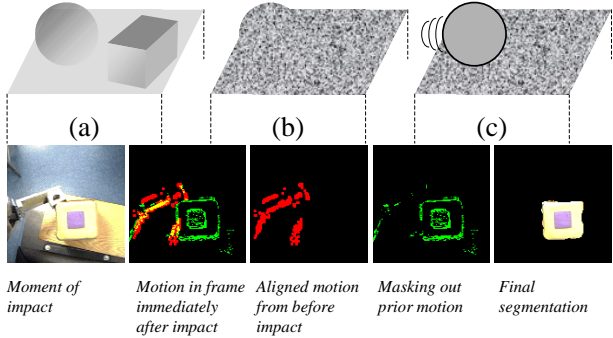 (a)
(b)
(c)
Moment of
impact
Motion in frame
immediately
after impact
Aligned motion
from before
impact
Masking out
prior motion
Final
segmentation